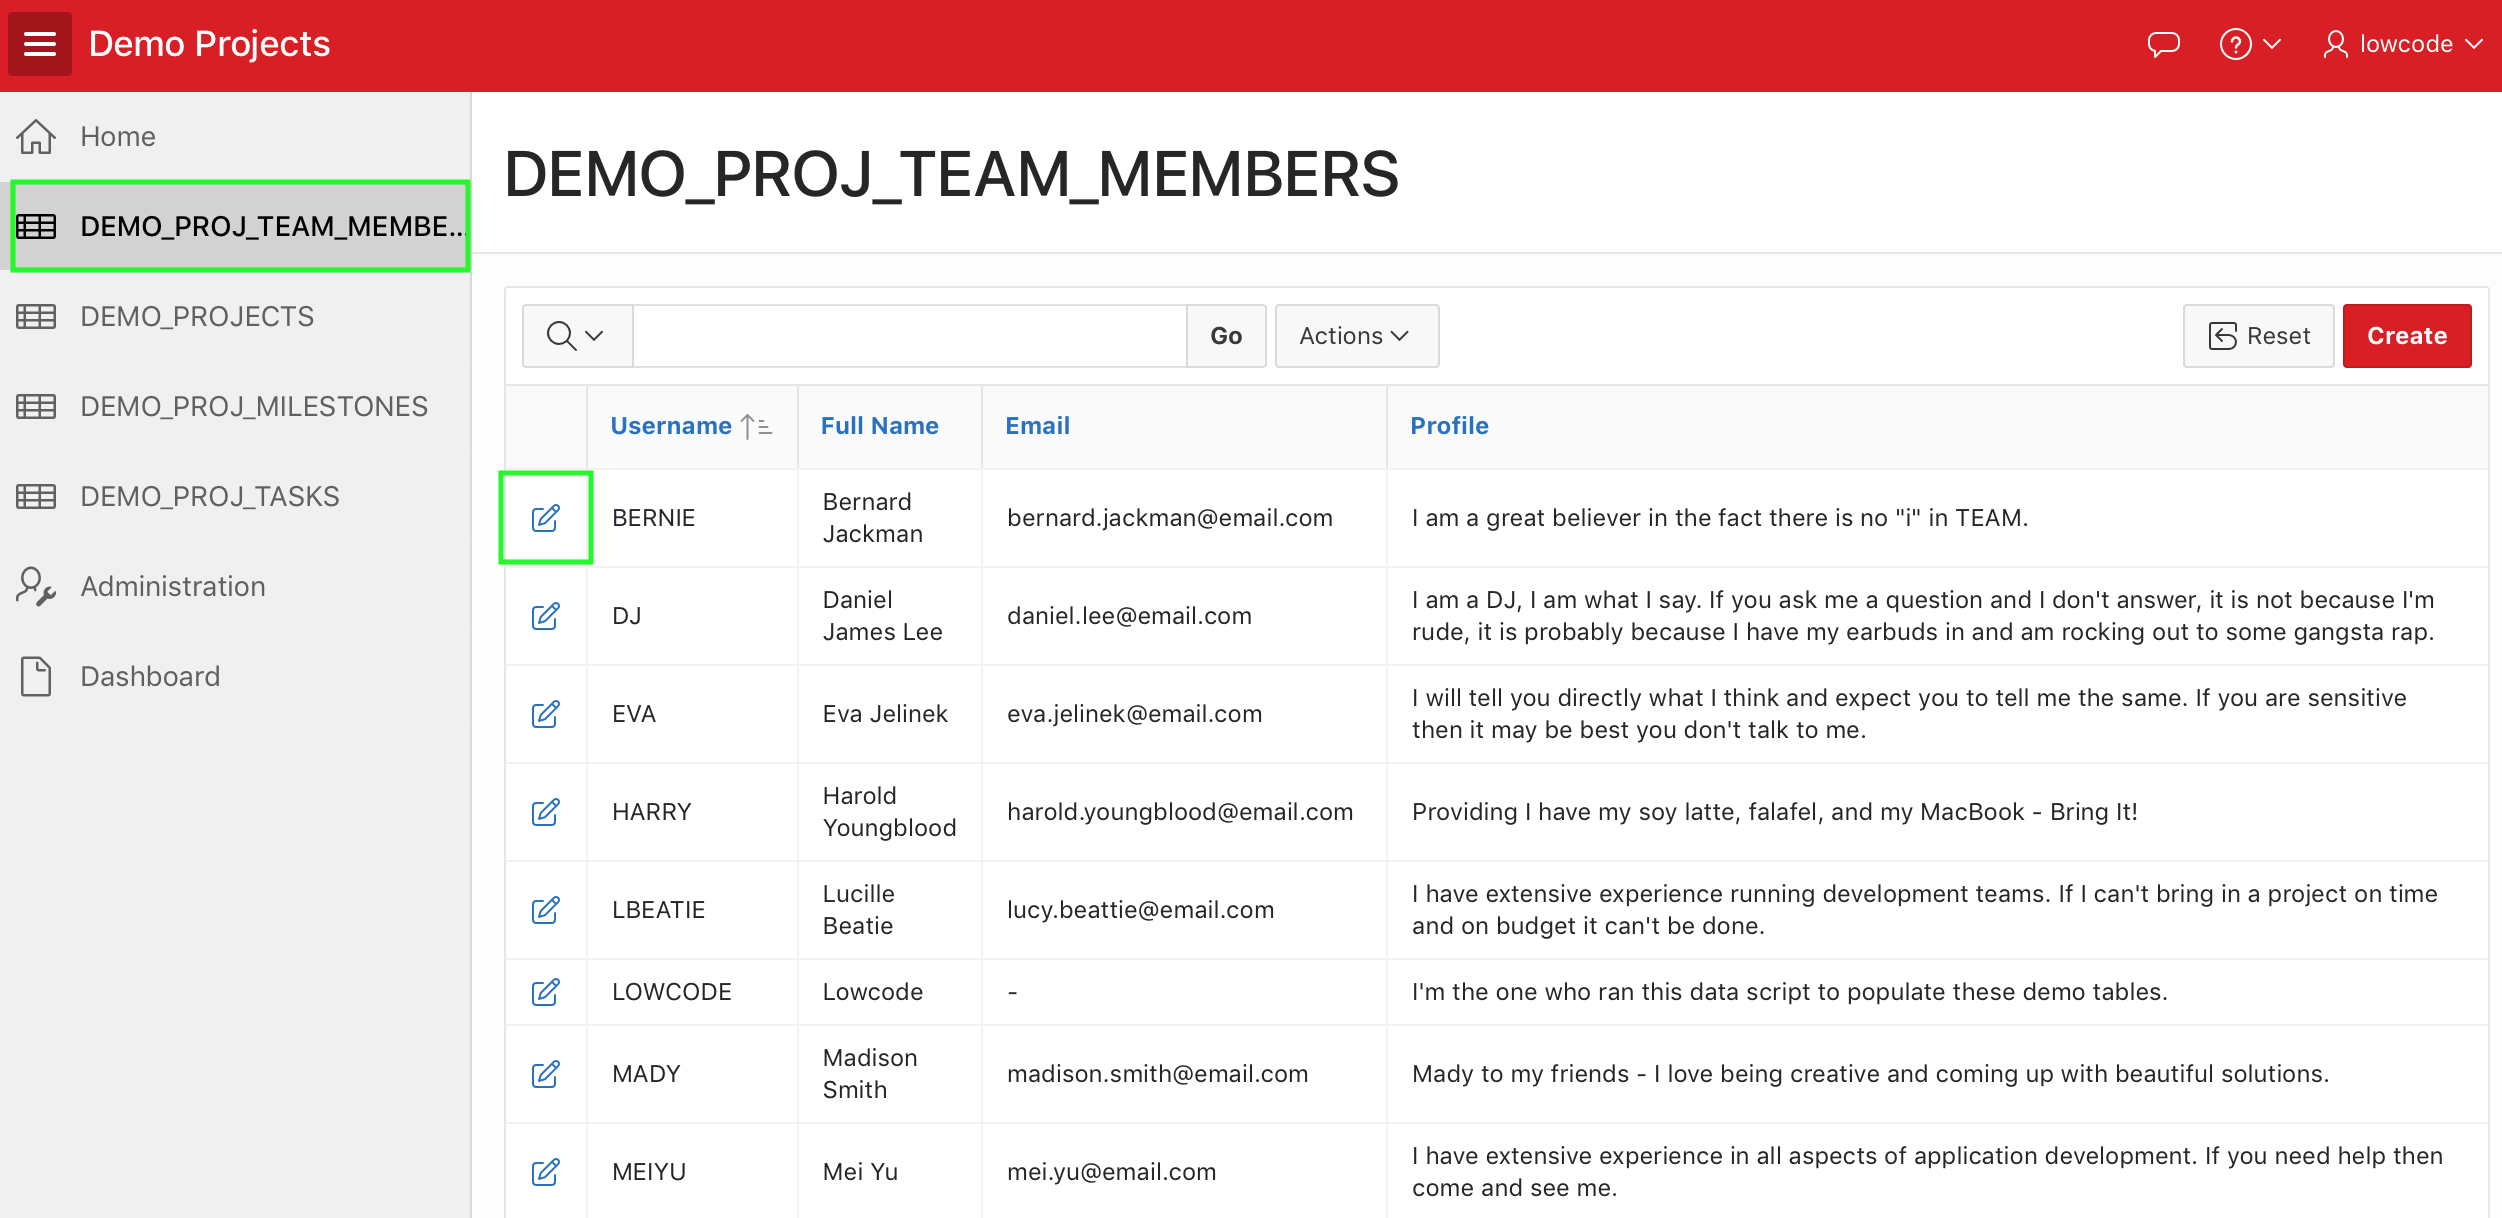 Demo Projects
lowcode
Home
DEMO_PROJ_TEAM_MEMBE...
DEMO_PROJECTS
DEMO_PROJ_MILESTONES
DEMO_PROJ_TASKS
Administration
Dashboard
DEMO_PROJ_TEAM_MEMBERS
Go
Actions
Reset
Create
Username
Full Name
Email
Profile
BERNIE
Bernard
Jackman
bernard.jackman@email.com
I am a great believer in the fact there is no "i" in TEAM.
DJ
Daniel
James Lee
daniel.lee@email.com
I am a DJ, I am what I say. If you ask me a question and I don't answer, it is not because I'm
rude, it is probably because I have my earbuds in and am rocking out to some gangsta rap.
EVA
Eva Jelinek
eva.jelinek@email.com
I will tell you directly what I think and expect you to tell me the same. If you are sensitive
then it may be best you don't talk to me.
HARRY
Harold
Youngblood
harold.youngblood@email.com
Providing I have my soy latte, falafel, and my MacBook - Bring It!
LBEATIE
Lucille
Beatie
lucy.beattie@email.com
I have extensive experience running development teams. If I can't bring in a project on time
and on budget it can't be done.
LOWCODE
Lowcode
-
I'm the one who ran this data script to populate these demo tables.
MADY
Madison
Smith
madison.smith@email.com
Mady to my friends - I love being creative and coming up with beautiful solutions.
MEIYU
Mei Yu
mei.yu@email.com
I have extensive experience in all aspects of application development. If you need help then
come and see me.